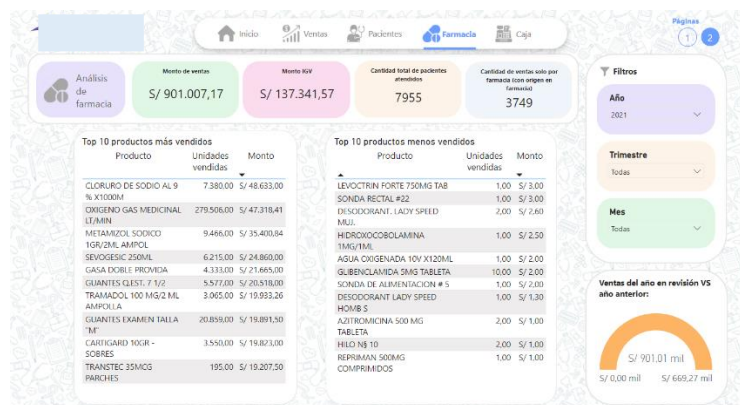 Páginas
Inicio
Ventas
Pacientes
Farmacia
Caja
1
2
Análisis
de
farmacia
Monto de ventas
S/ 901.007,17
Monto IGV
S/ 137.341,57
Cantidad total de pacientes
atendidos
7955
Cantidad de ventas solo por
farmacia (con origen en
farmacia)
3749
Filtros
Año
2021
Trimestre
Todas
Mes
Todas
Top 10 productos más vendidos
Producto Unidades Monto
vendidas
CLORURO DE SODIO AL 9 7.380,00 S/ 48.633,00
% X1000M
OXIGENO GAS MEDICINAL 279.506,00 S/ 47.318,41
LT/MIN
METAMIZOL SODICO 9.466,00 S/ 35.400,84
1GR/2ML AMPOL
SEVOGESIC 250ML 6.215,00 S/ 24.860,00
GASA DOBLE PROVIDA 4.333,00 S/ 21.665,00
GUANTES Q.EST. 7 1/2 5.577,00 S/ 20.518,00
TRAMADOL 100 MG/2 ML 3.065,00 S/ 19.933,26
AMPOLLA
GUANTES EXAMEN TALLA 20.859,00 S/ 19.891,50
"M"
CARTIGARD 10GR - 3.550,00 S/ 19.823,00
SOBRES
TRANSTEC 35MCG 195,00 S/ 19.207,50
PARCHES
Top 10 productos menos vendidos
Producto Unidades Monto
vendidas
LEVOCTRIN FORTE 750MG TAB 1,00 S/ 3,00
SONDA RECTAL #22 1,00 S/ 3,00
DESODORANT. LADY SPEED 2,00 S/ 2,60
MUJ.
HIDROXOCOBOLAMINA 1,00 S/ 2,50
1MG/1ML
AGUA OXIGENADA 10V X120ML 1,00 S/ 2,00
GLIBENCLAMIDA 5MG TABLETA 10,00 S/ 2,00
SONDA DE ALIMENTACION # 5 1,00 S/ 2,00
DESODORANT LADY SPEED 1,00 S/ 1,30
HOMB S
AZITROMICINA 500 MG 2,00 S/ 1,00
TABLETA
HILO N§ 10 2,00 S/ 1,00
REPRIMAN 500MG 1,00 S/ 1,00
COMPRIMIDOS
Ventas del año en revisión VS
año anterior:
S/ 901,01 mil
S/ 0,00 mil S/ 669,27 mil